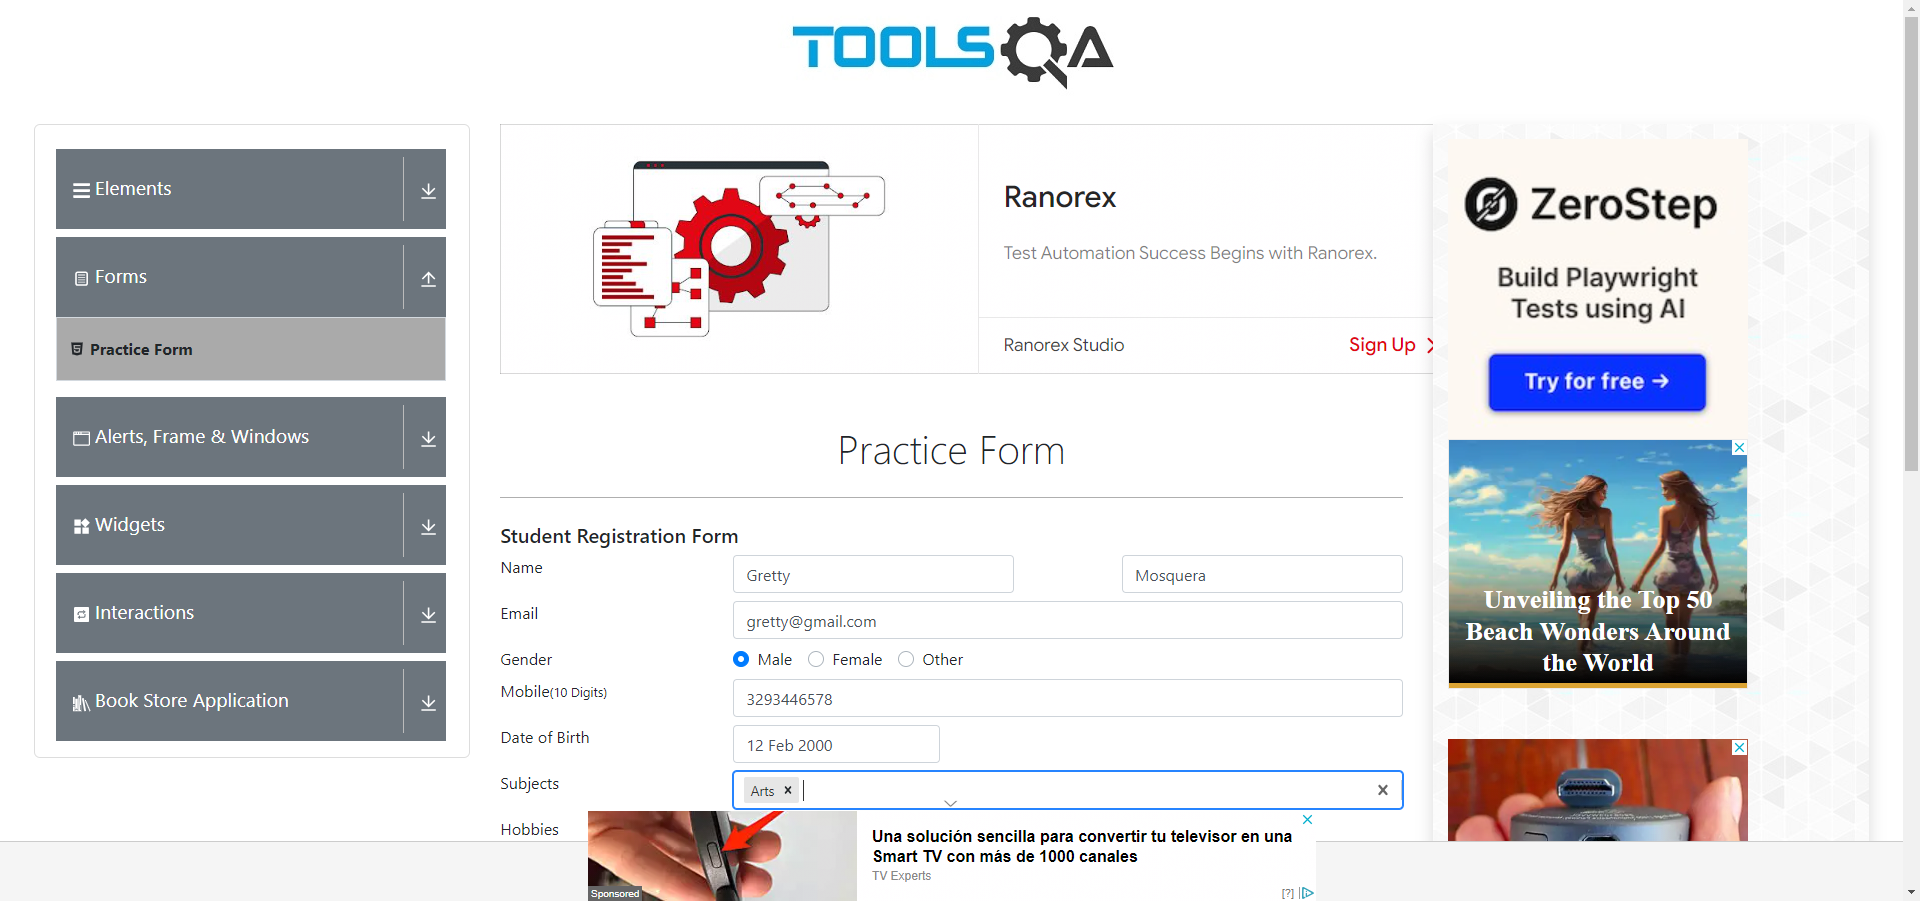 TOOLSQA
Elements
Forms
Practice Form
Alerts, Frame & Windows
Widgets
Interactions
Book Store Application
Ranorex
Test Automation Success Begins with Ranorex.
Ranorex Studio
Sign Up
Practice Form
Student Registration Form
Name
Gretty
Mosquera
Email
gretty@gmail.com
Gender
Male
Female
Other
Mobile(10 Digits)
3293446578
Date of Birth
12 Feb 2000
Subjects
Arts
Hobbies
ZeroStep
Build Playwright
Tests using AI
Try for free →
Unveiling the Top 50
Beach Wonders Around
the World
Una solución sencilla para convertir tu televisor en una
Smart TV con más de 1000 canales
TV Experts
Sponsored
[?]